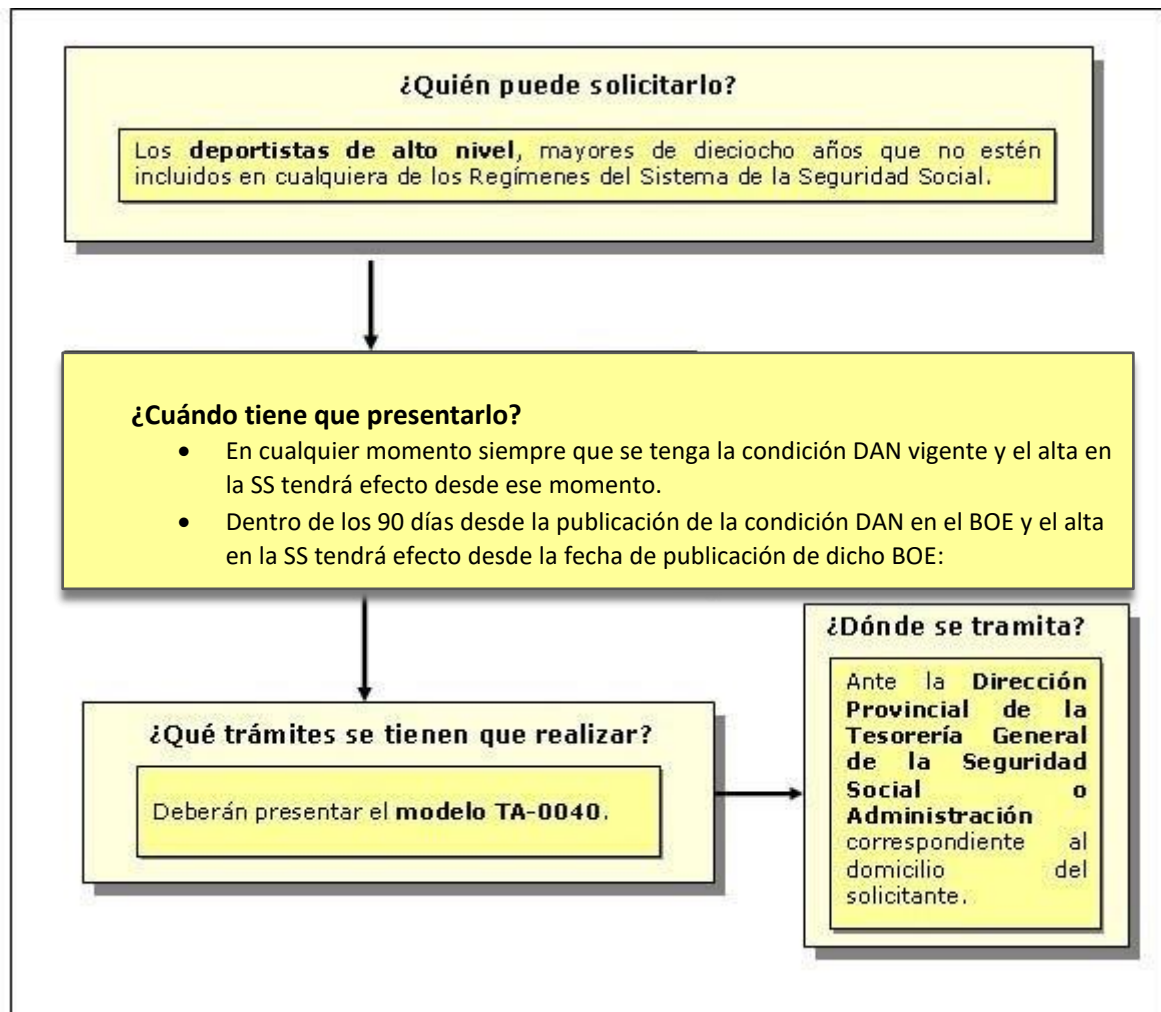 ¿Quién puede solicitarlo?
Los deportistas de alto nivel, mayores de dieciocho años que no estén
incluidos en cualquiera de los Regímenes del Sistema de la Seguridad Social.
¿Cuándo tiene que presentarlo?
• En cualquier momento siempre que se tenga la condición DAN vigente y el alta en
la SS tendrá efecto desde ese momento.
• Dentro de los 90 días desde la publicación de la condición DAN en el BOE y el alta
en la SS tendrá efecto desde la fecha de publicación de dicho BOE:
¿Qué trámites se tienen que realizar?
Deberán presentar el modelo TA-0040.
¿Dónde se tramita?
Ante la Dirección
Provincial de la
Tesorería General
de la Seguridad
Social o
Administración
correspondiente al
domicilio del
solicitante.